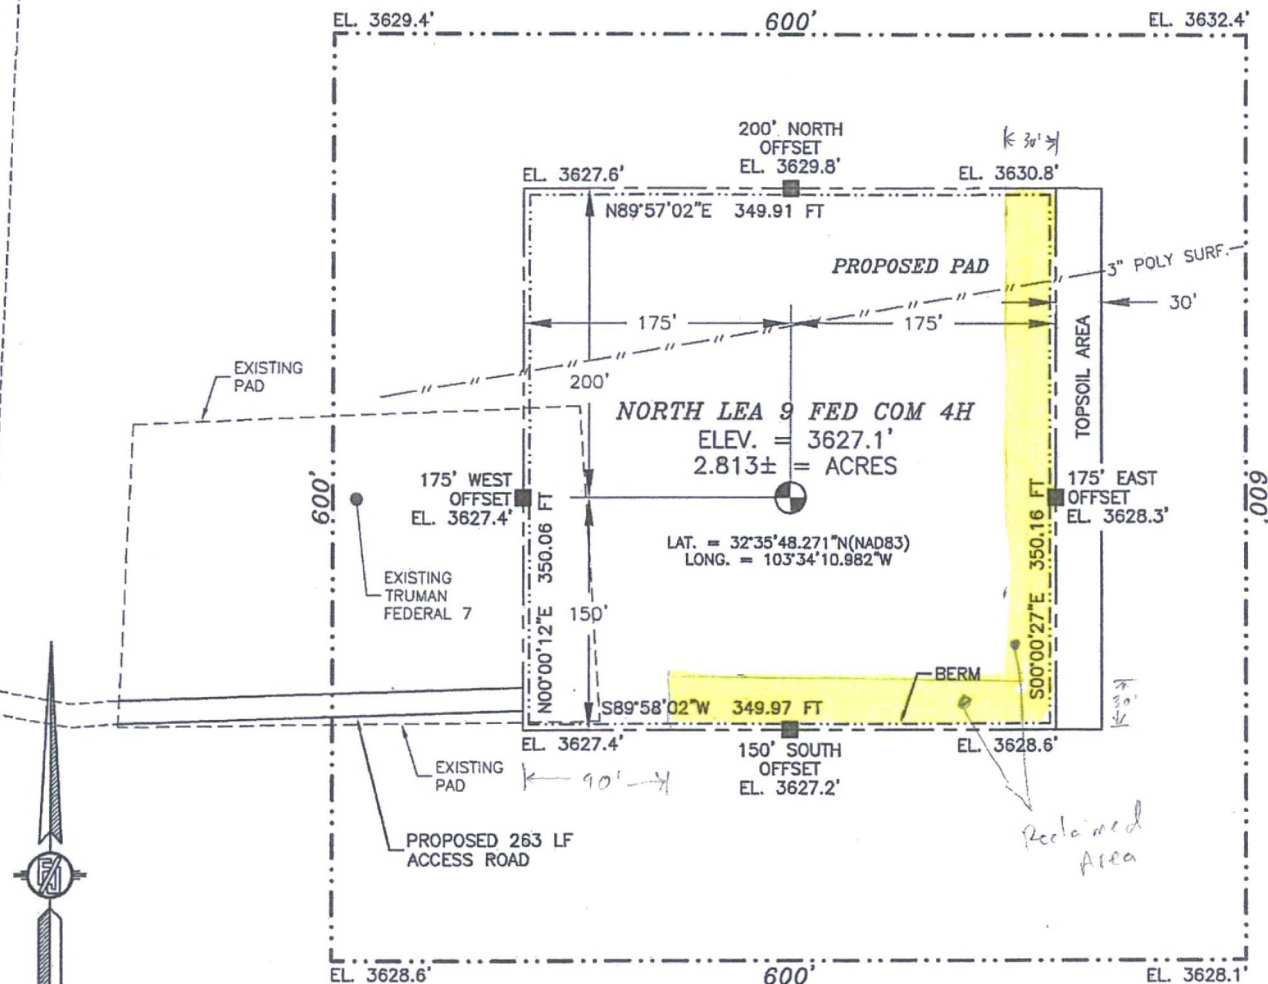 EL. 3629.4'
600'
EL. 3632.4'
200' NORTH
OFFSET
EL. 3629.8'
30'
EL. 3627.6'
EL. 3630.8'
N89°57'02"E 349.91 FT
PROPOSED PAD
3" POLY SURF.
175'
175'
30'
EXISTING
PAD
200'
TOPSOIL AREA
NORTH LEA 9 FED COM 4H
ELEV. = 3627.1'
2.813± = ACRES
600'
175' WEST
OFFSET
EL. 3627.4'
175' EAST
OFFSET
EL. 3628.3'
600'
LAT. = 32°35'48.271"N(NAD83)
LONG. = 103°34'10.982"W
N00°00'12"E 350.06 FT
S00°00'27"E 350.16 FT
EXISTING
TRUMAN
FEDERAL 7
150'
BERM
S89°58'02"W 349.97 FT
30'
EL. 3627.4'
150' SOUTH
OFFSET
EL. 3627.2'
EL. 3628.6'
90'
EXISTING
PAD
PROPOSED 263 LF
ACCESS ROAD
Reclaimed
Area
EL. 3628.6'
600'
EL. 3628.1'